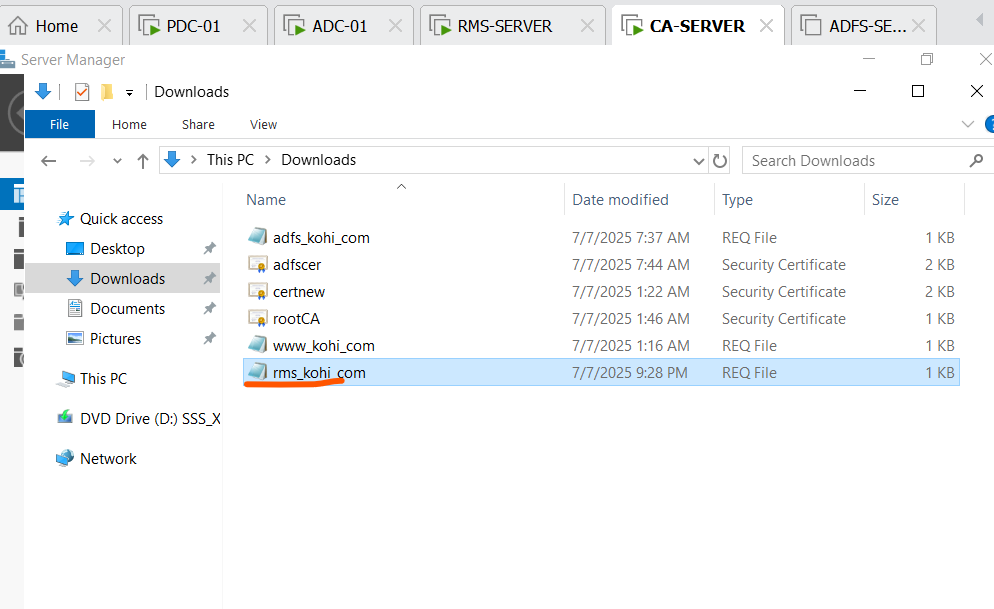 Home PDC-01 ADC-01 RMS-SERVER CA-SERVER ADFS-SE...
Server Manager
Downloads
File Home Share View
This PC Downloads Search Downloads
Name Date modified Type Size
Quick access
Desktop
Downloads
Documents
Pictures
This PC
DVD Drive (D:) SSS_X
Network
adfs_kohi_com 7/7/2025 7:37 AM REQ File 1 KB
adfscer 7/7/2025 7:44 AM Security Certificate 2 KB
certnew 7/7/2025 1:22 AM Security Certificate 2 KB
rootCA 7/7/2025 1:46 AM Security Certificate 1 KB
www_kohi_com 7/7/2025 1:16 AM REQ File 1 KB
rms_kohi_com 7/7/2025 9:28 PM REQ File 1 KB